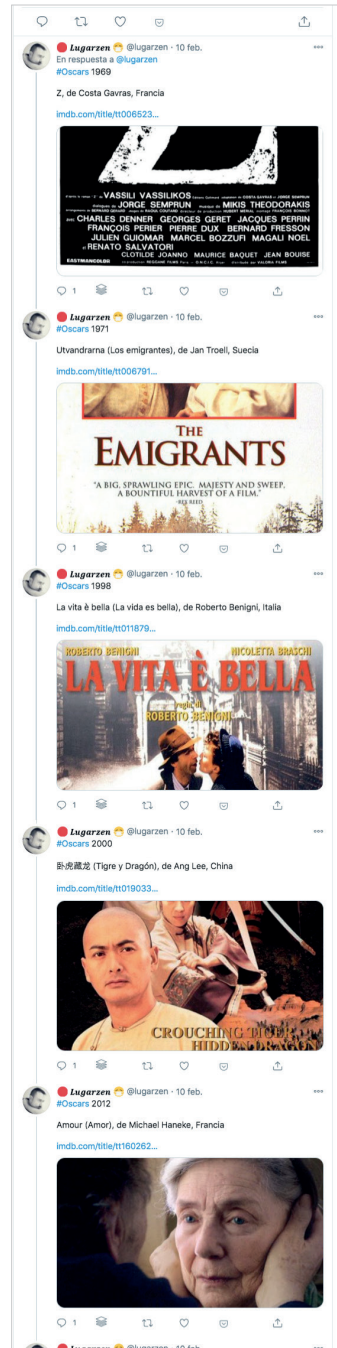 Lugarzen @lugarzen · 10 feb.
En respuesta a @lugarzen
#Oscars 1969
Z, de Costa Gavras, Francia
imdb.com/title/tt006523...
VASSILI VASSILIKOS
JORGE SEMPRUN MIKIS THEODORAKIS
CHARLES DENNER GEORGES GERET JACQUES PERRIN
FRANÇOIS PERIER PIERRE DUX BERNARD FRESSON
JULIEN GUIOMAR MARCEL BOZZUFI MAGALI NOEL
et RENATO SALVATORI
CLOTILDE JOANNO MAURICE BAQUET JEAN BOUISE
EASTMANCOLOR
1
Lugarzen @lugarzen · 10 feb.
#Oscars 1971
Utvandrarna (Los emigrantes), de Jan Troell, Suecia
imdb.com/title/tt006791...
THE
EMIGRANTS
"A BIG, SPRAWLING EPIC. MAJESTY AND SWEEP.
A BOUNTIFUL HARVEST OF A FILM."
-REX REED
1
Lugarzen @lugarzen · 10 feb.
#Oscars 1998
La vita è bella (La vida es bella), de Roberto Benigni, Italia
imdb.com/title/tt011879...
ROBERTO BENIGNI NICOLETTA BRASCHI
LA VITA È BELLA
regia di
ROBERTO BENIGNI
1
Lugarzen @lugarzen · 10 feb.
#Oscars 2000
卧虎藏龙 (Tigre y Dragón), de Ang Lee, China
imdb.com/title/tt019033...
CROUCHING TIGER
HIDDEN DRAGON
1
Lugarzen @lugarzen · 10 feb.
#Oscars 2012
Amour (Amor), de Michael Haneke, Francia
imdb.com/title/tt160262...
1